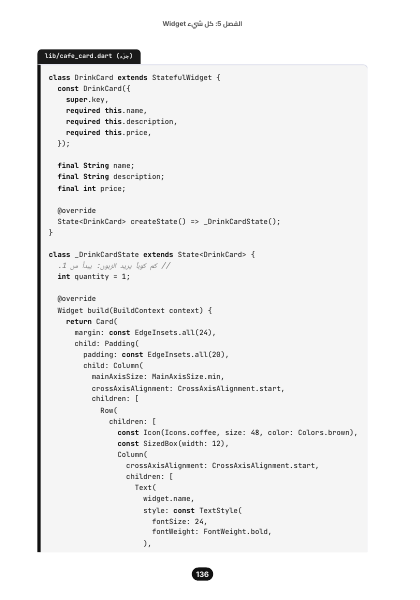 الفصل 5: كل شيء Widget
lib/cafe_card.dart (جزء)
class DrinkCard extends StatefulWidget {
  const DrinkCard({
    super.key,
    required this.name,
    required this.description,
    required this.price,
  });

  final String name;
  final String description;
  final int price;

  @override
  State<DrinkCard> createState() => _DrinkCardState();
}

class _DrinkCardState extends State<DrinkCard> {
  // كم كوبًا يريد الزبون؛ يبدأ من 1.
  int quantity = 1;

  @override
  Widget build(BuildContext context) {
    return Card(
      margin: const EdgeInsets.all(24),
      child: Padding(
        padding: const EdgeInsets.all(20),
        child: Column(
          mainAxisSize: MainAxisSize.min,
          crossAxisAlignment: CrossAxisAlignment.start,
          children: [
            Row(
              children: [
                const Icon(Icons.coffee, size: 48, color: Colors.brown),
                const SizedBox(width: 12),
                Column(
                  crossAxisAlignment: CrossAxisAlignment.start,
                  children: [
                    Text(
                      widget.name,
                      style: const TextStyle(
                        fontSize: 24,
                        fontWeight: FontWeight.bold,
                      ),
136